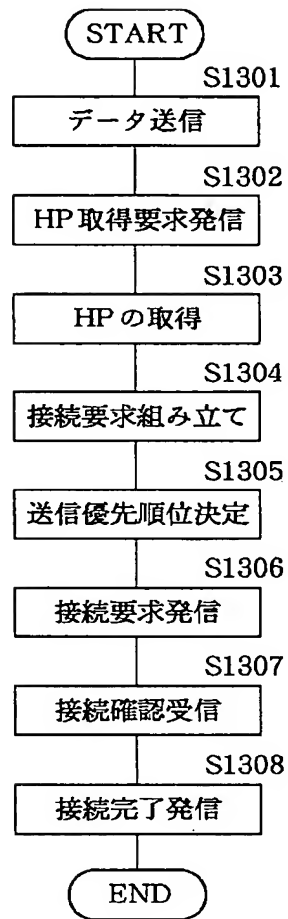 START
S1301
データ送信
S1302
HP取得要求発信
S1303
HPの取得
S1304
接続要求組み立て
S1305
送信優先順位決定
S1306
接続要求発信
S1307
接続確認受信
S1308
接続完了発信
END